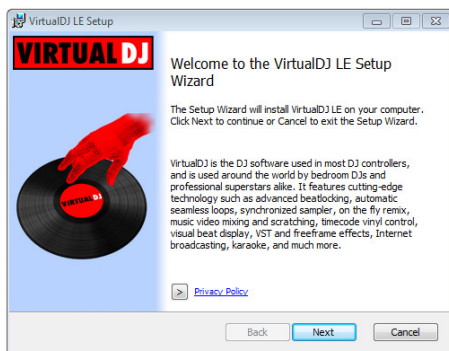 VirtualDJ LE Setup
VIRTUAL DJ
Welcome to the VirtualDJ LE Setup
Wizard
The Setup Wizard will install VirtualDJ LE on your computer.
Click Next to continue or Cancel to exit the Setup Wizard.
VirtualDJ is the DJ software used in most DJ controllers,
and is used around the world by bedroom DJs and
professional superstars alike. It features cutting-edge
technology such as advanced beatlocking, automatic
seamless loops, synchronized sampler, on the fly remix,
music video mixing and scratching, timecode vinyl control,
visual beat display, VST and freeframe effects, Internet
broadcasting, karaoke, and much more.
VIRTUAL DJ
> Privacy Policy
Back Next Cancel